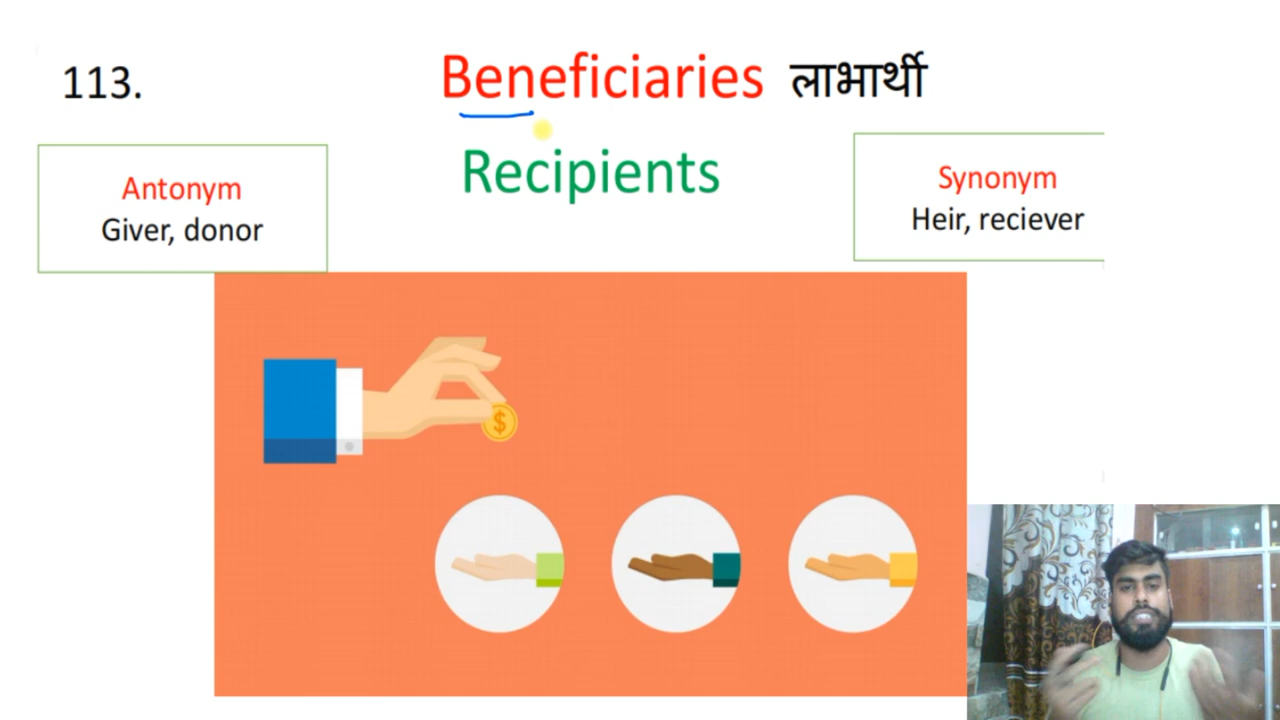 113.
Beneficiaries लाभार्थी
Recipients
Antonym
Giver, donor
Synonym
Heir, reciever
$